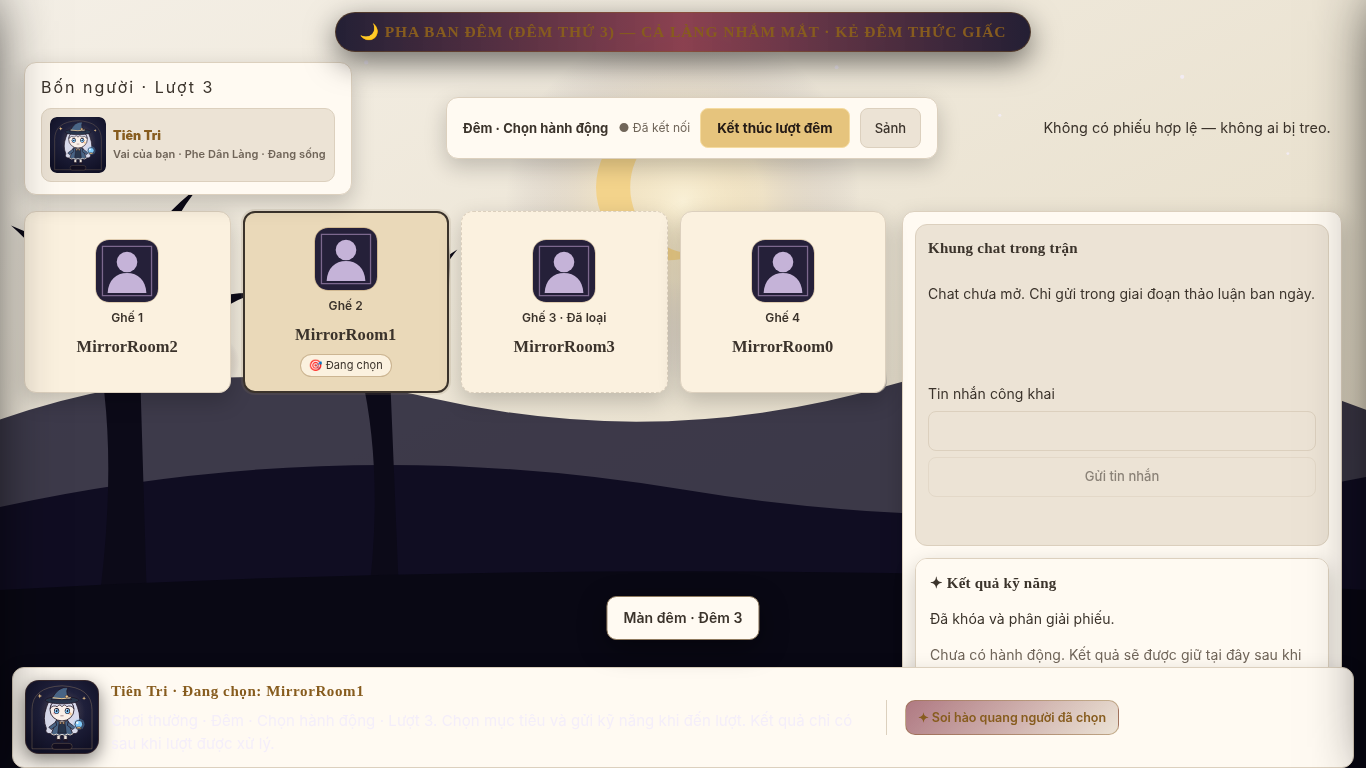 🌙 PHA BAN ĐÊM (ĐÊM THỨ 3) — CẢ LÀNG NHẮM MẮT · KẺ ĐÊM THỨC GIẤC
Bốn người · Lượt 3
Tiên Tri
Vai của bạn · Phe Dân Làng · Đang sống
Đêm · Chọn hành động
Đã kết nối
Kết thúc lượt đêm
Sảnh
Không có phiếu hợp lệ — không ai bị treo.
Ghế 1
MirrorRoom2
Ghế 2
MirrorRoom1
🎯 Đang chọn
Ghế 3 · Đã loại
MirrorRoom3
Ghế 4
MirrorRoom0
Khung chat trong trận
Chat chưa mở. Chỉ gửi trong giai đoạn thảo luận ban ngày.
Tin nhắn công khai
Gửi tin nhắn
✦ Kết quả kỹ năng
Đã khóa và phân giải phiếu.
Chưa có hành động. Kết quả sẽ được giữ tại đây sau khi
Màn đêm · Đêm 3
Tiên Tri · Đang chọn: MirrorRoom1
Chơi thường · Đêm · Chọn hành động · Lượt 3. Chọn mục tiêu và gửi kỹ năng khi đến lượt. Kết quả chỉ có
sau khi lượt được xử lý.
✦ Soi hào quang người đã chọn